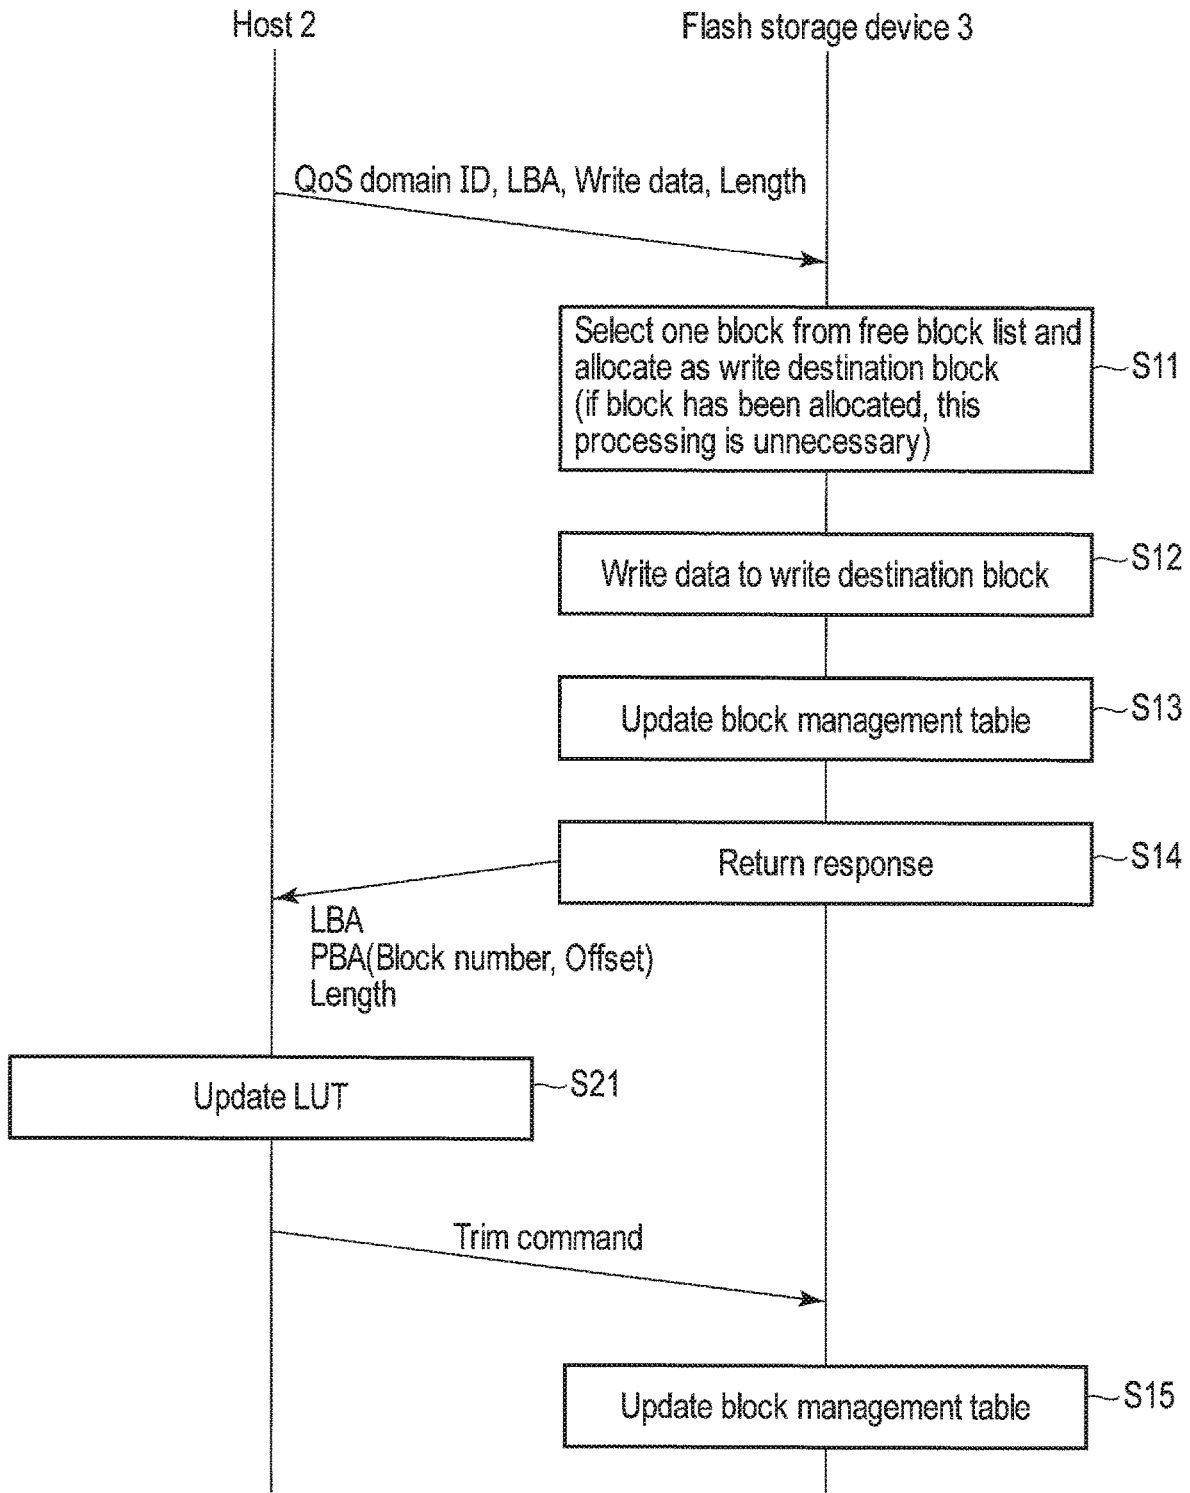 Host 2
Flash storage device 3
QoS domain ID, LBA, Write data, Length
Select one block from free block list and
allocate as write destination block
(if block has been allocated, this
processing is unnecessary)
S11
Write data to write destination block
S12
Update block management table
S13
Return response
S14
LBA
PBA(Block number, Offset)
Length
Update LUT
S21
Trim command
Update block management table
S15